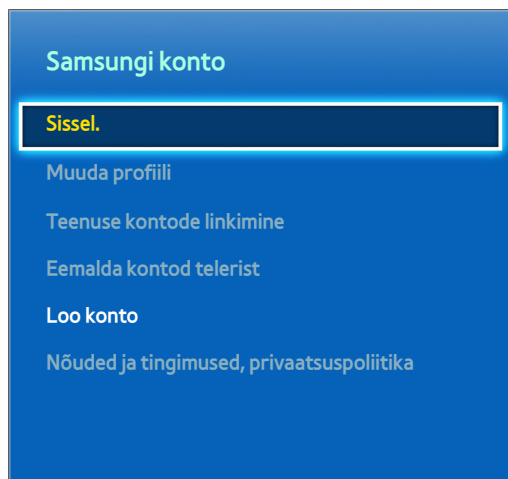 Samsungi konto
Sissel.
Muuda profiili
Teenuse kontode linkimine
Eemalda kontod telerist
Loo konto
Nõuded ja tingimused, privaatsuspoliitika